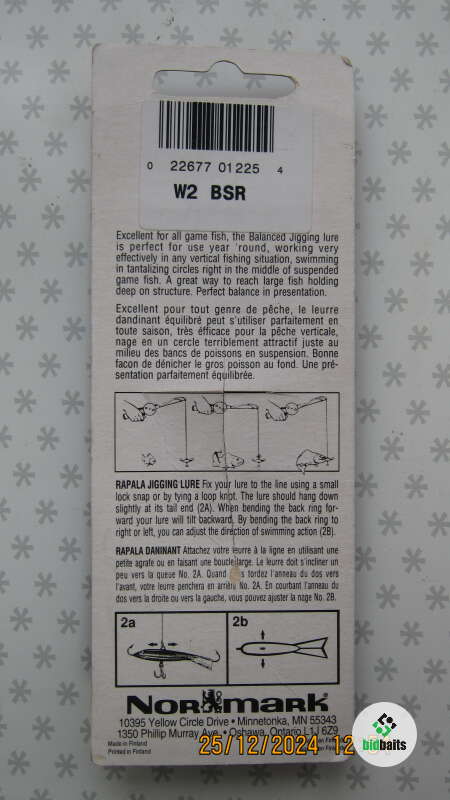 0 22677 01225 4
W2 BSR
Excellent for all game fish, the Balanced Jigging lure
is perfect for use year 'round, working very
effectively in any vertical fishing situation, swimming
in tantalizing circles right in the middle of suspended
game fish. A great way to reach large fish holding
deep on structure. Perfect balance in presentation.
Excellent pour tout genre de pêche, le leurre
dandinant équilibré peut s'utiliser parfaitement en
toute saison, très éfficace pour la pêche verticale,
nage en un cercle terriblement attractif juste au
milieu des bancs de poissons en suspension. Bonne
facon de dénicher le gros poisson au fond. Une pré-
sentation parfaitement équilibrée.
RAPALA JIGGING LURE Fix your lure to the line using a small
lock snap or by tying a loop knot. The lure should hang down
slightly at its tail end (2A). When bending the back ring for-
ward your lure will tilt backward. By bending the back ring to
right or left, you can adjust the direction of swimming action (2B).
RAPALA DANINANT Attachez votre leurre à la ligne en utilisant une
petite agrafe ou en faisant une boucle large. Le leurre doit s'incliner un
peu vers la queue No. 2A. Quand tordez l'anneau du dos vers
l'avant, votre leurre penchera en arrière No. 2A. En courbant l'anneau du
dos vers la droite ou vers la gauche, vous pouvez ajuster la nage No. 2B.
2a 2b
NORMARK
10395 Yellow Circle Drive • Minnetonka, MN 55343
1350 Phillip Murray Ave. • Oshawa, Ontario L1J 6Z9
Made in Finland
Printed in Finland
25/12/2024 12
bidbaits